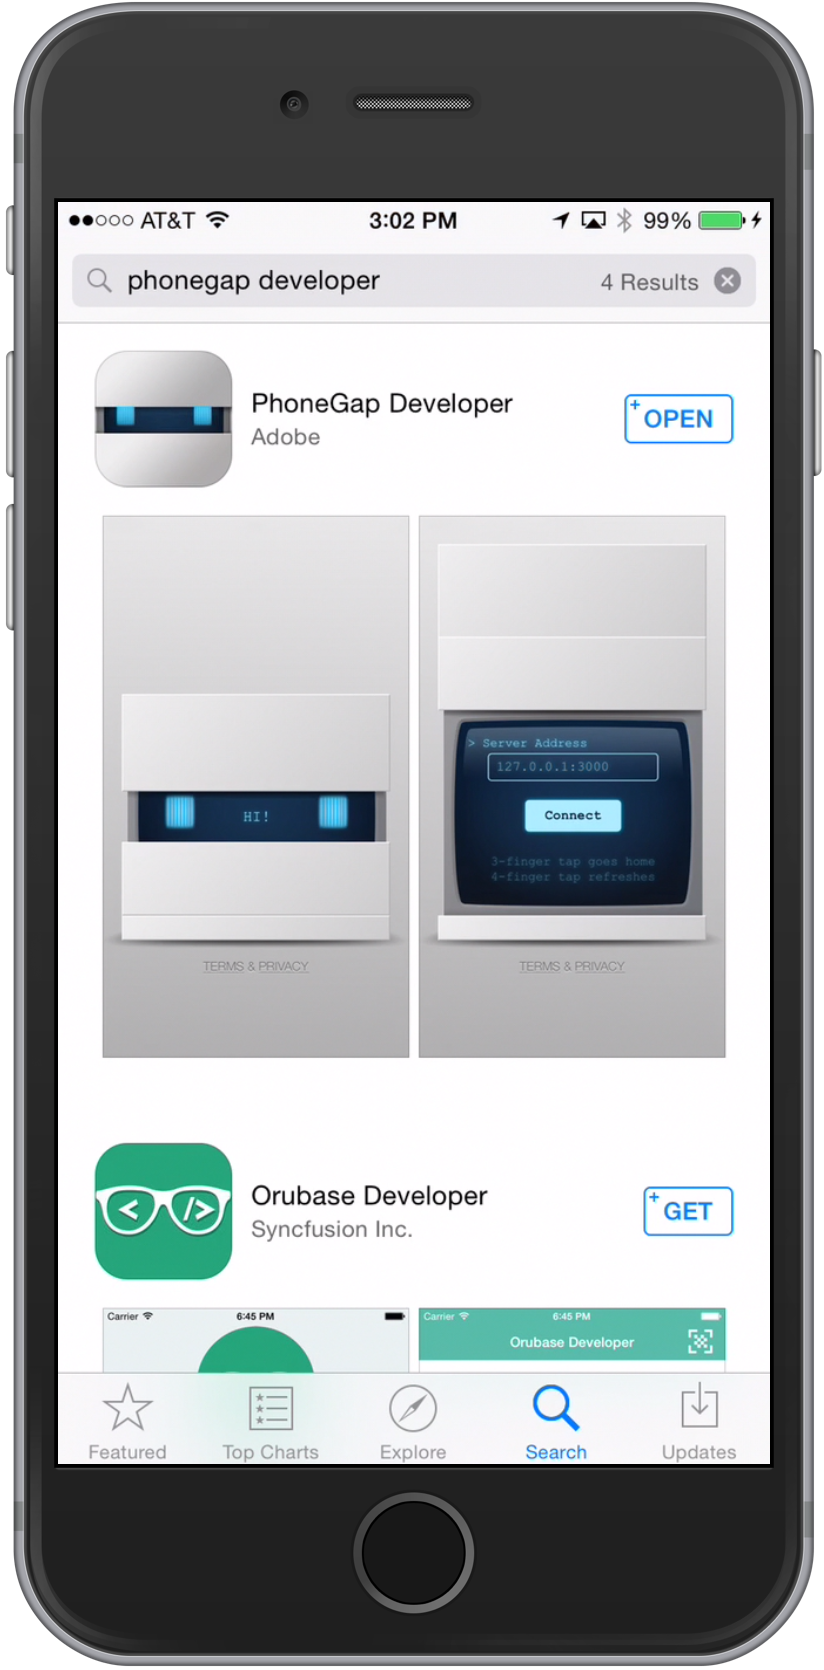 AT&T 3:02 PM 99%
phonegap developer 4 Results
PhoneGap Developer
Adobe
+ OPEN
HI!
TERMS & PRIVACY
> Server Address
127.0.0.1:3000
Connect
3-finger tap goes home
4-finger tap refreshes
TERMS & PRIVACY
< />
Orubase Developer
Syncfusion Inc.
+ GET
Carrier 6:45 PM
Carrier 6:45 PM
Orubase Developer
Featured Top Charts Explore Search Updates